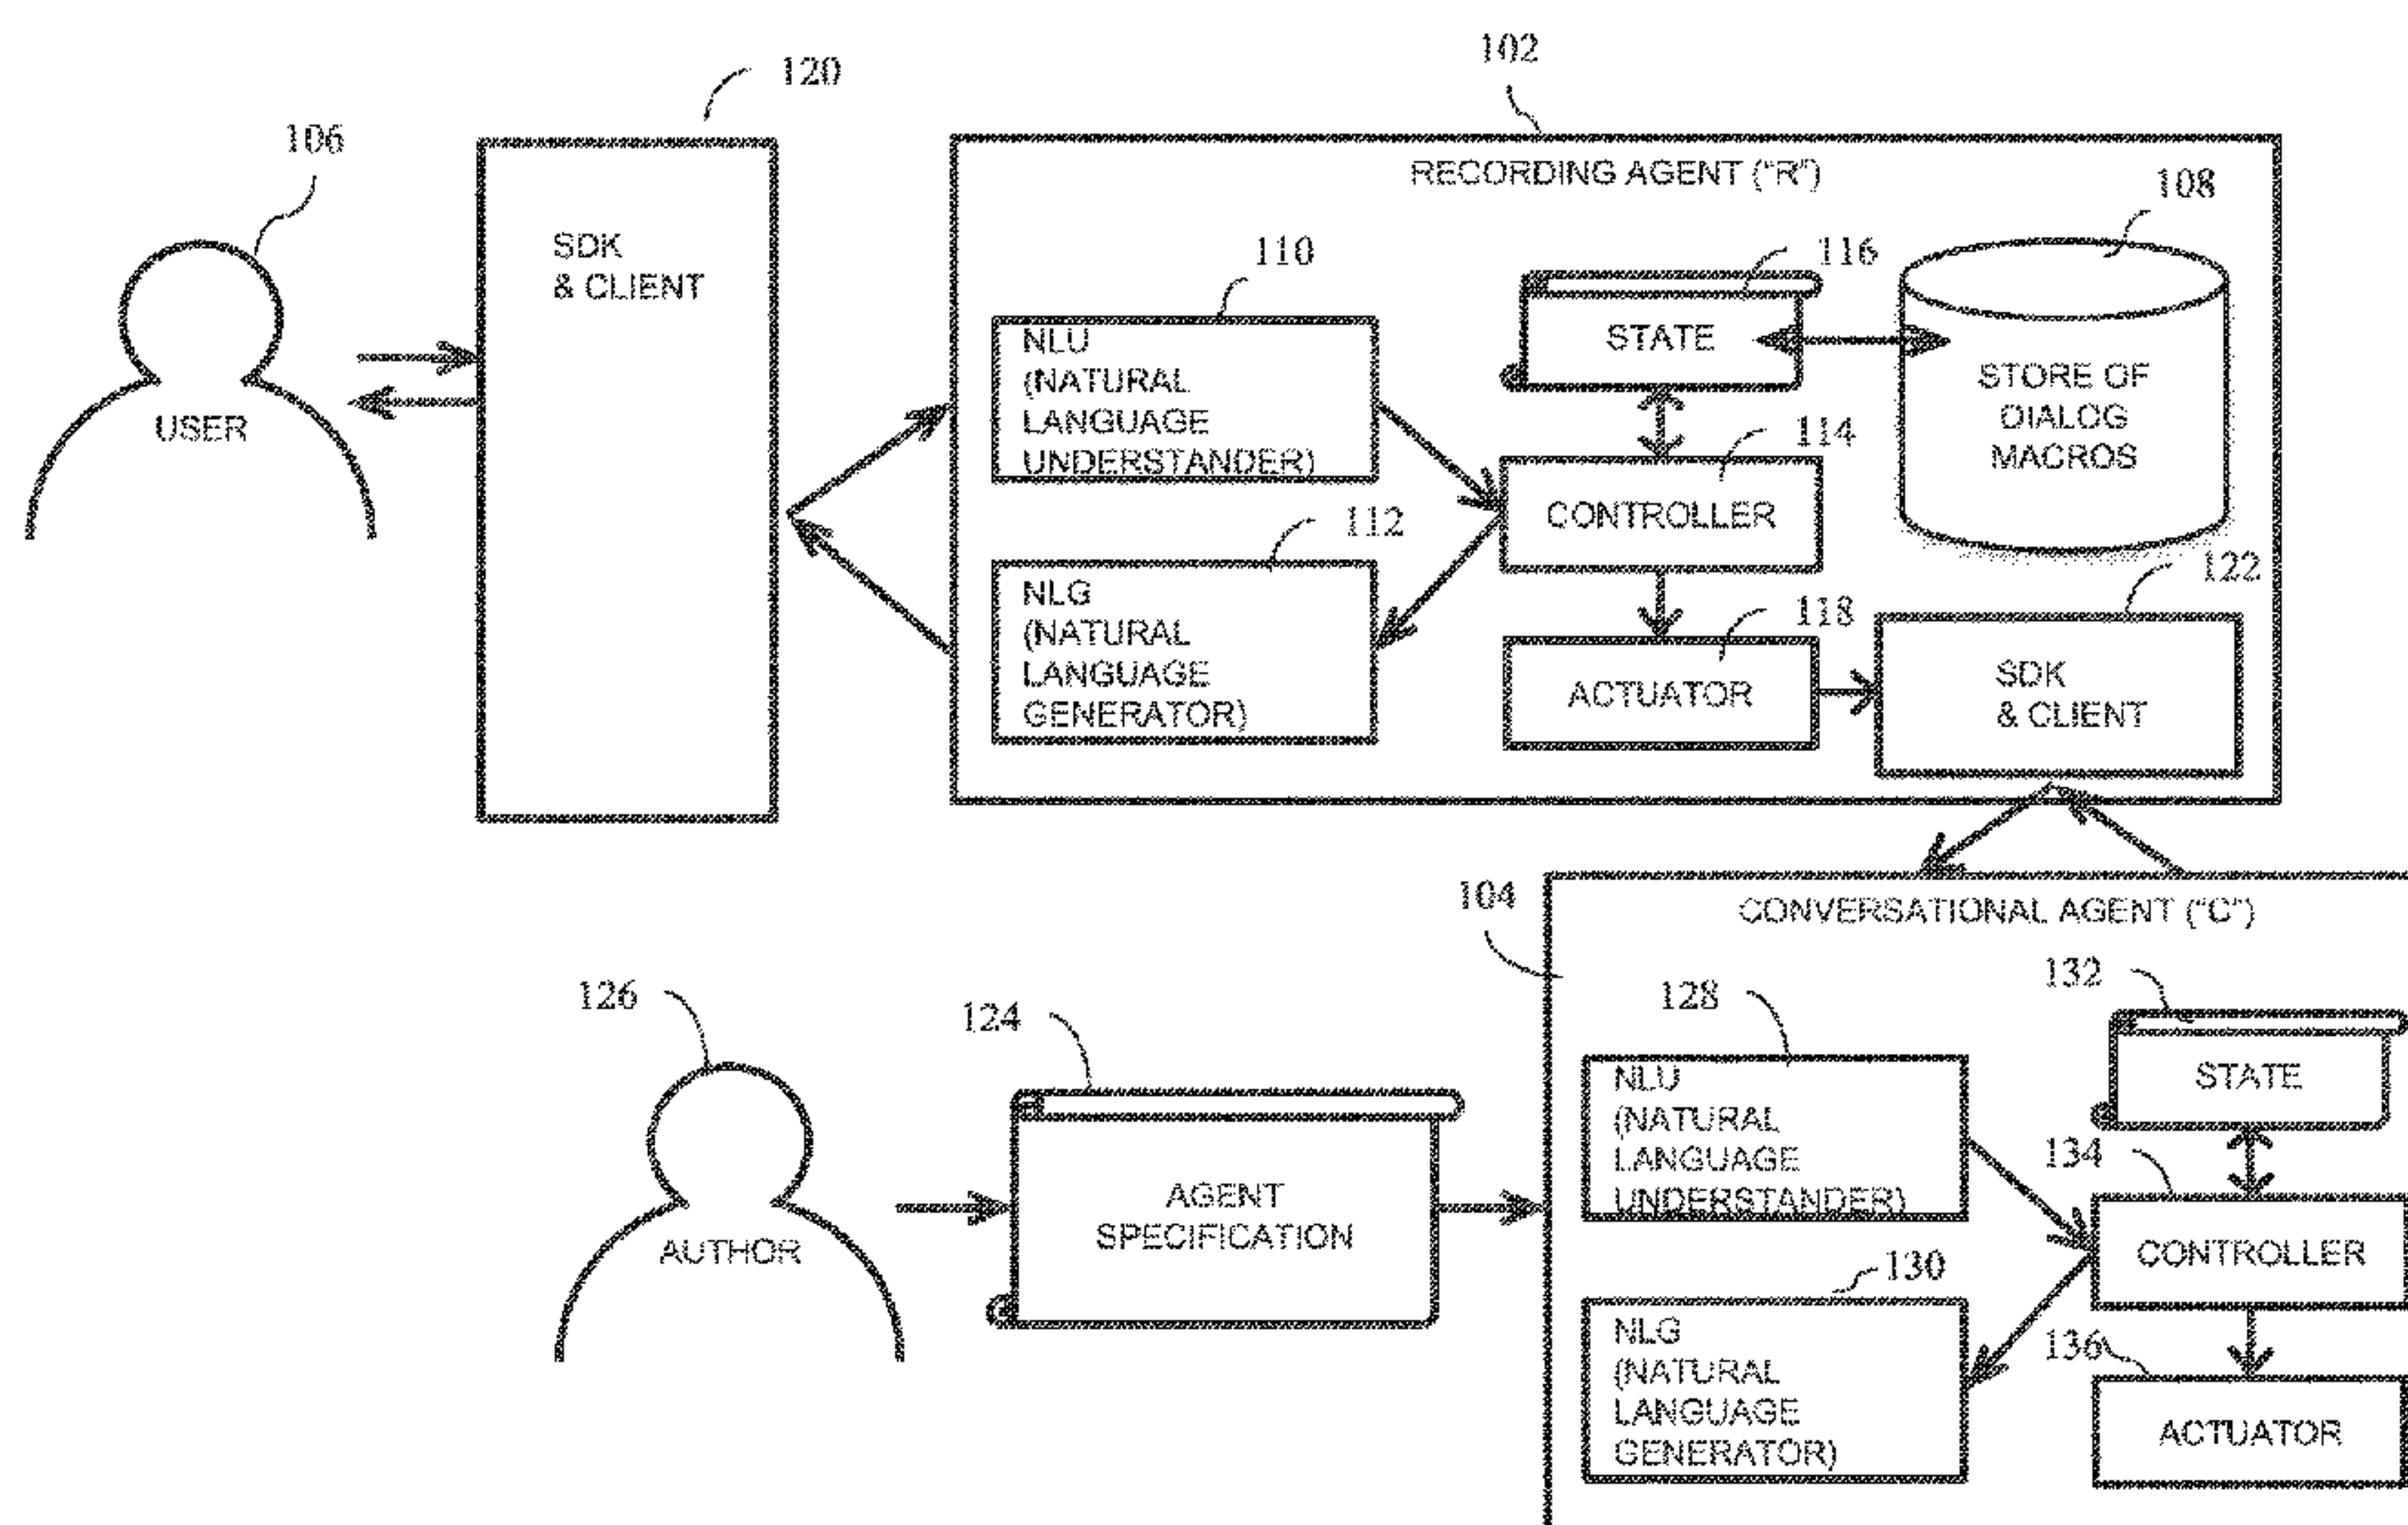 102
120
106
RECORDING AGENT ("R")
108
SDK
& CLIENT
110
116
NLU
(NATURAL
LANGUAGE
UNDERSTANDER)
STATE
STORE OF
DIALOG
MACROS
USER
114
CONTROLLER
112
122
NLG
(NATURAL
LANGUAGE
GENERATOR)
118
ACTUATOR
SDK
& CLIENT
104
CONVERSATIONAL AGENT ("C")
126
124
128
132
NLU
(NATURAL
LANGUAGE
UNDERSTANDER)
STATE
134
AUTHOR
AGENT
SPECIFICATION
CONTROLLER
130
NLG
(NATURAL
LANGUAGE
GENERATOR)
136
ACTUATOR